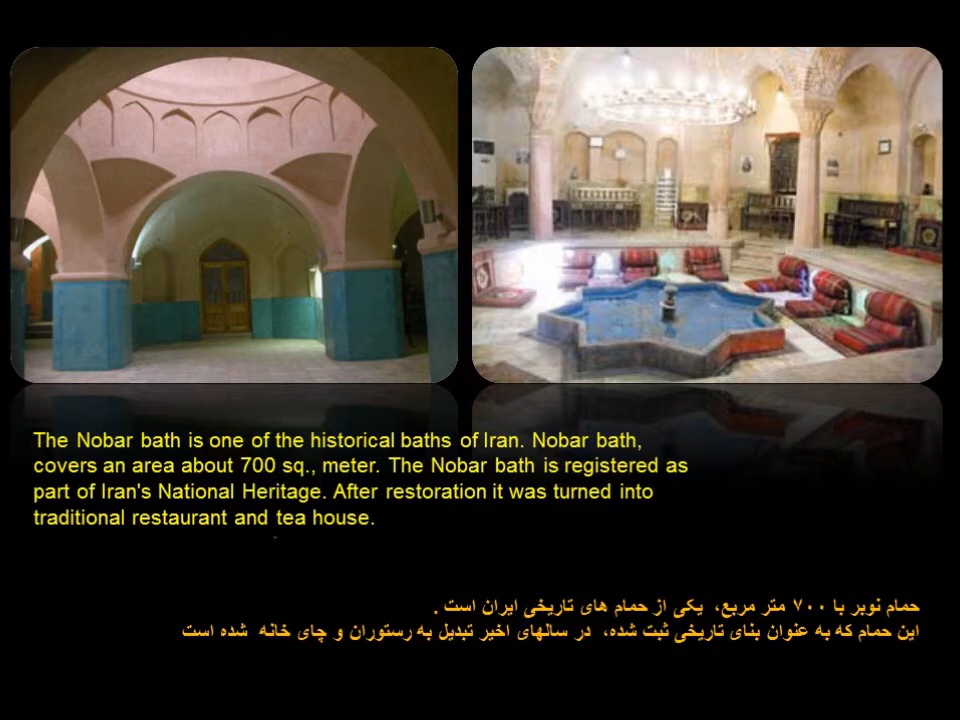 The Nobar bath is one of the historical baths of Iran. Nobar bath,
covers an area about 700 sq., meter. The Nobar bath is registered as
part of Iran's National Heritage. After restoration it was turned into
traditional restaurant and tea house.
حمام نوبر با ۷۰۰ متر مربع، یکی از حمام های تاریخی ایران است .
این حمام که به عنوان بنای تاریخی ثبت شده، در سالهای اخیر تبدیل به رستوران و چای خانه شده است